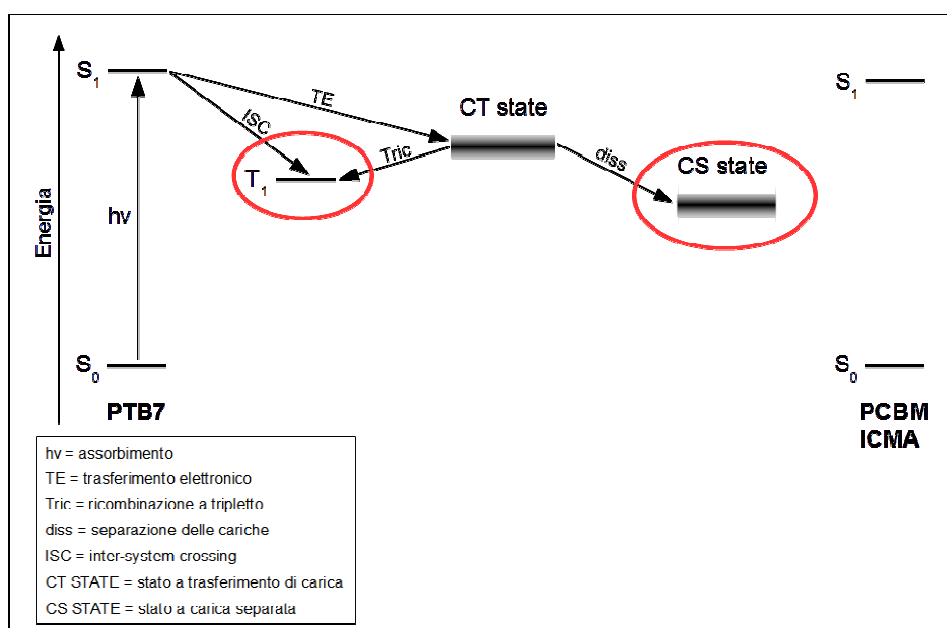 S1
TE
CT state
ISC
Tric
diss
CS state
T1
S1
Energia
hv
S0
PTB7
S0
PCBM
ICMA
hv = assorbimento
TE = trasferimento elettronico
Tric = ricombinazione a tripletto
diss = separazione delle cariche
ISC = inter-system crossing
CT STATE = stato a trasferimento di carica
CS STATE = stato a carica separata